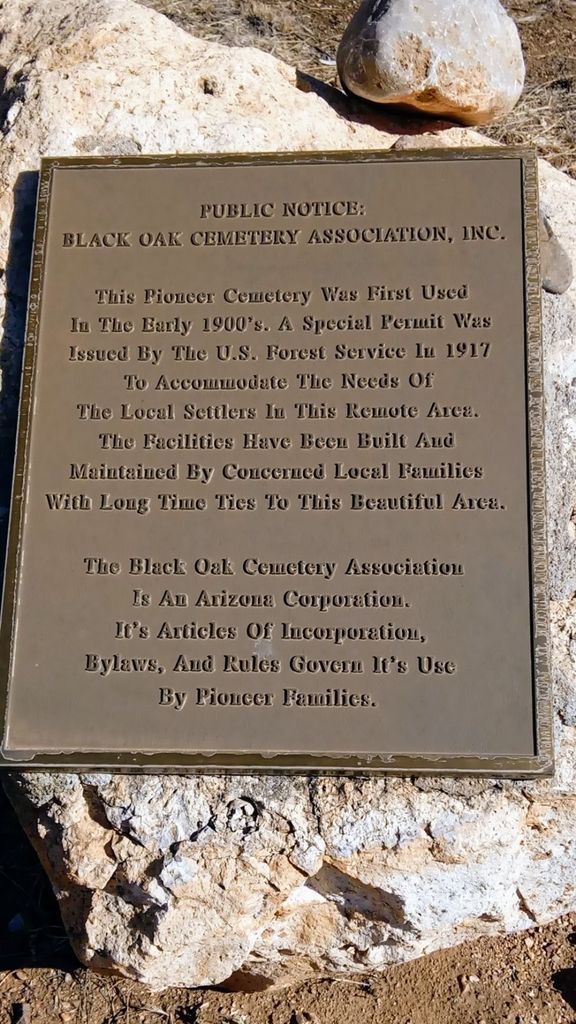 PUBLIC NOTICE:
BLACK OAK CEMETERY ASSOCIATION, INC.
This Pioneer Cemetery Was First Used
In The Early 1900's. A Special Permit Was
Issued By The U.S. Forest Service In 1917
To Accommodate The Needs Of
The Local Settlers In This Remote Area.
The Facilities Have Been Built And
Maintained By Concerned Local Families
With Long Time Ties To This Beautiful Area.
The Black Oak Cemetery Association
Is An Arizona Corporation.
It's Articles Of Incorporation,
Bylaws, And Rules Govern It's Use
By Pioneer Families.